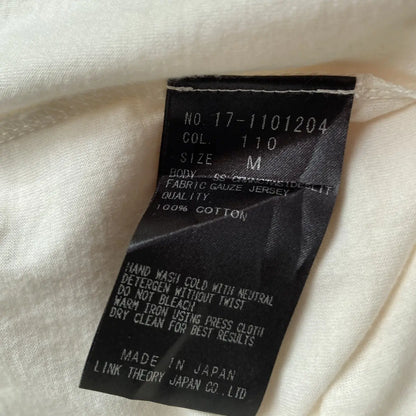 NO. 17-1101204
COL. 110
SIZE M
BODY SS
FABRIC GAUZE JERSEY
QUALITY
100% COTTON
HAND WASH COLD WITH NEUTRAL
DETERGEN WITHOUT TWIST
DO NOT BLEACH
WARM IRON USING PRESS CLOTH
DRY CLEAN FOR BEST RESULTS
MADE IN JAPAN
LINK THEORY JAPAN CO.,LTD